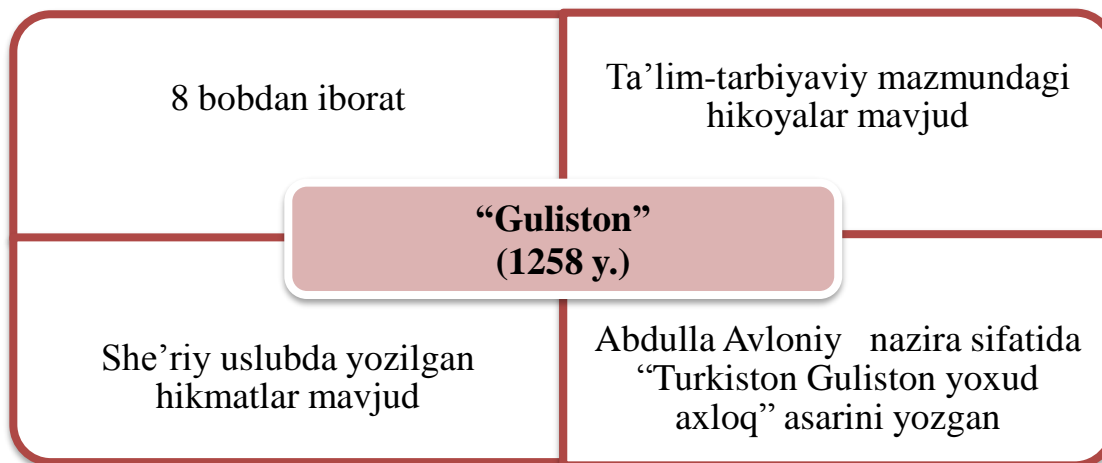 8 bobdan iborat
Ta’lim-tarbiyaviy mazmundagi
hikoyalar mavjud
“Guliston”
(1258 y.)
She’riy uslubda yozilgan
hikmatlar mavjud
Abdulla Avloniy nazira sifatida
“Turkiston Guliston yoxud
axloq” asarini yozgan